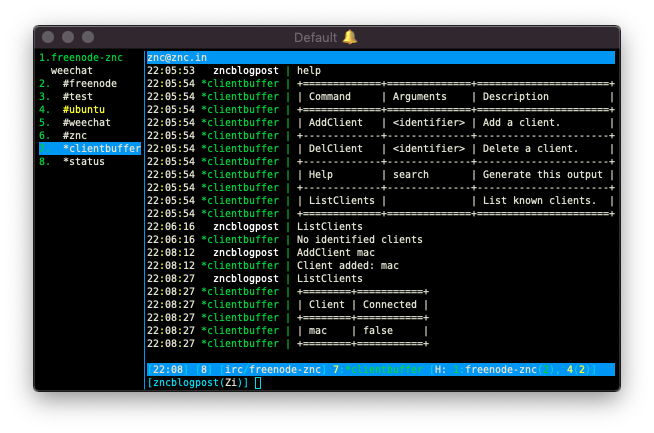 Default 🔔
1.freenode-znc
weechat
2. #freenode
3. #test
4. #ubuntu
5. #weechat
6. #znc
*clientbuffer
8. *status
znc@znc.in
22:05:53 zncblogpost | help
22:05:54 *clientbuffer | +=============+=============+====================+
22:05:54 *clientbuffer | | Command | Arguments | Description |
22:05:54 *clientbuffer | +=============+=============+====================+
22:05:54 *clientbuffer | | AddClient | <identifier> | Add a client. |
22:05:54 *clientbuffer | +-------------+-------------+--------------------+
22:05:54 *clientbuffer | | DelClient | <identifier> | Delete a client. |
22:05:54 *clientbuffer | +-------------+-------------+--------------------+
22:05:54 *clientbuffer | | Help | search | Generate this output |
22:05:54 *clientbuffer | +-------------+-------------+--------------------+
22:05:54 *clientbuffer | | ListClients | | List known clients. |
22:05:54 *clientbuffer | +=============+=============+====================+
22:06:16 zncblogpost | ListClients
22:06:16 *clientbuffer | No identified clients
22:08:12 zncblogpost | AddClient mac
22:08:12 *clientbuffer | Client added: mac
22:08:27 zncblogpost | ListClients
22:08:27 *clientbuffer | +========+===========+
22:08:27 *clientbuffer | | Client | Connected |
22:08:27 *clientbuffer | +========+===========+
22:08:27 *clientbuffer | | mac | false |
22:08:27 *clientbuffer | +========+===========+
[22:08] [8] [irc/freenode-znc] 7:*clientbuffer [H: 1:freenode-znc(2), 4(2)]
[zncblogpost(Zi)]